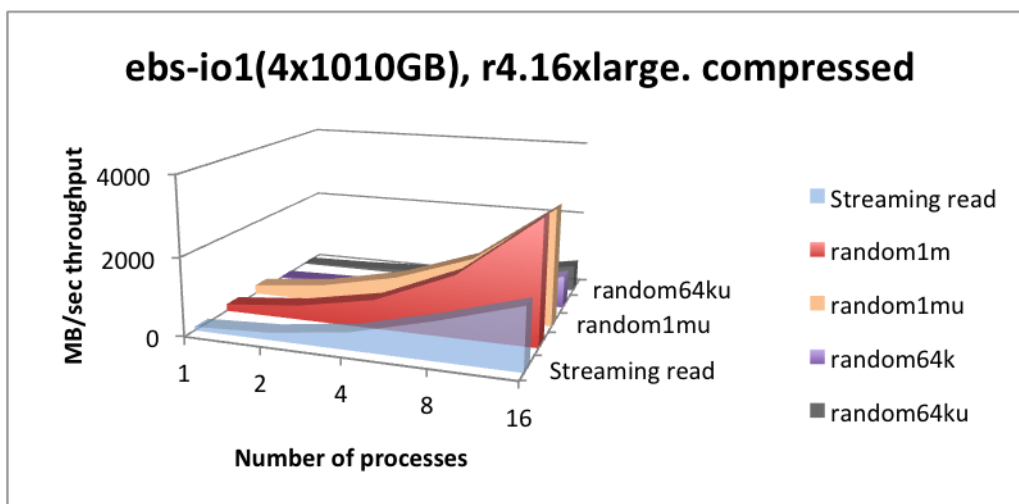 ebs-io1(4x1010GB), r4.16xlarge. compressed
MB/sec throughput
4000
2000
0
1
2
4
8
16
Number of processes
random64ku
random1mu
Streaming read
Streaming read
random1m
random1mu
random64k
random64ku